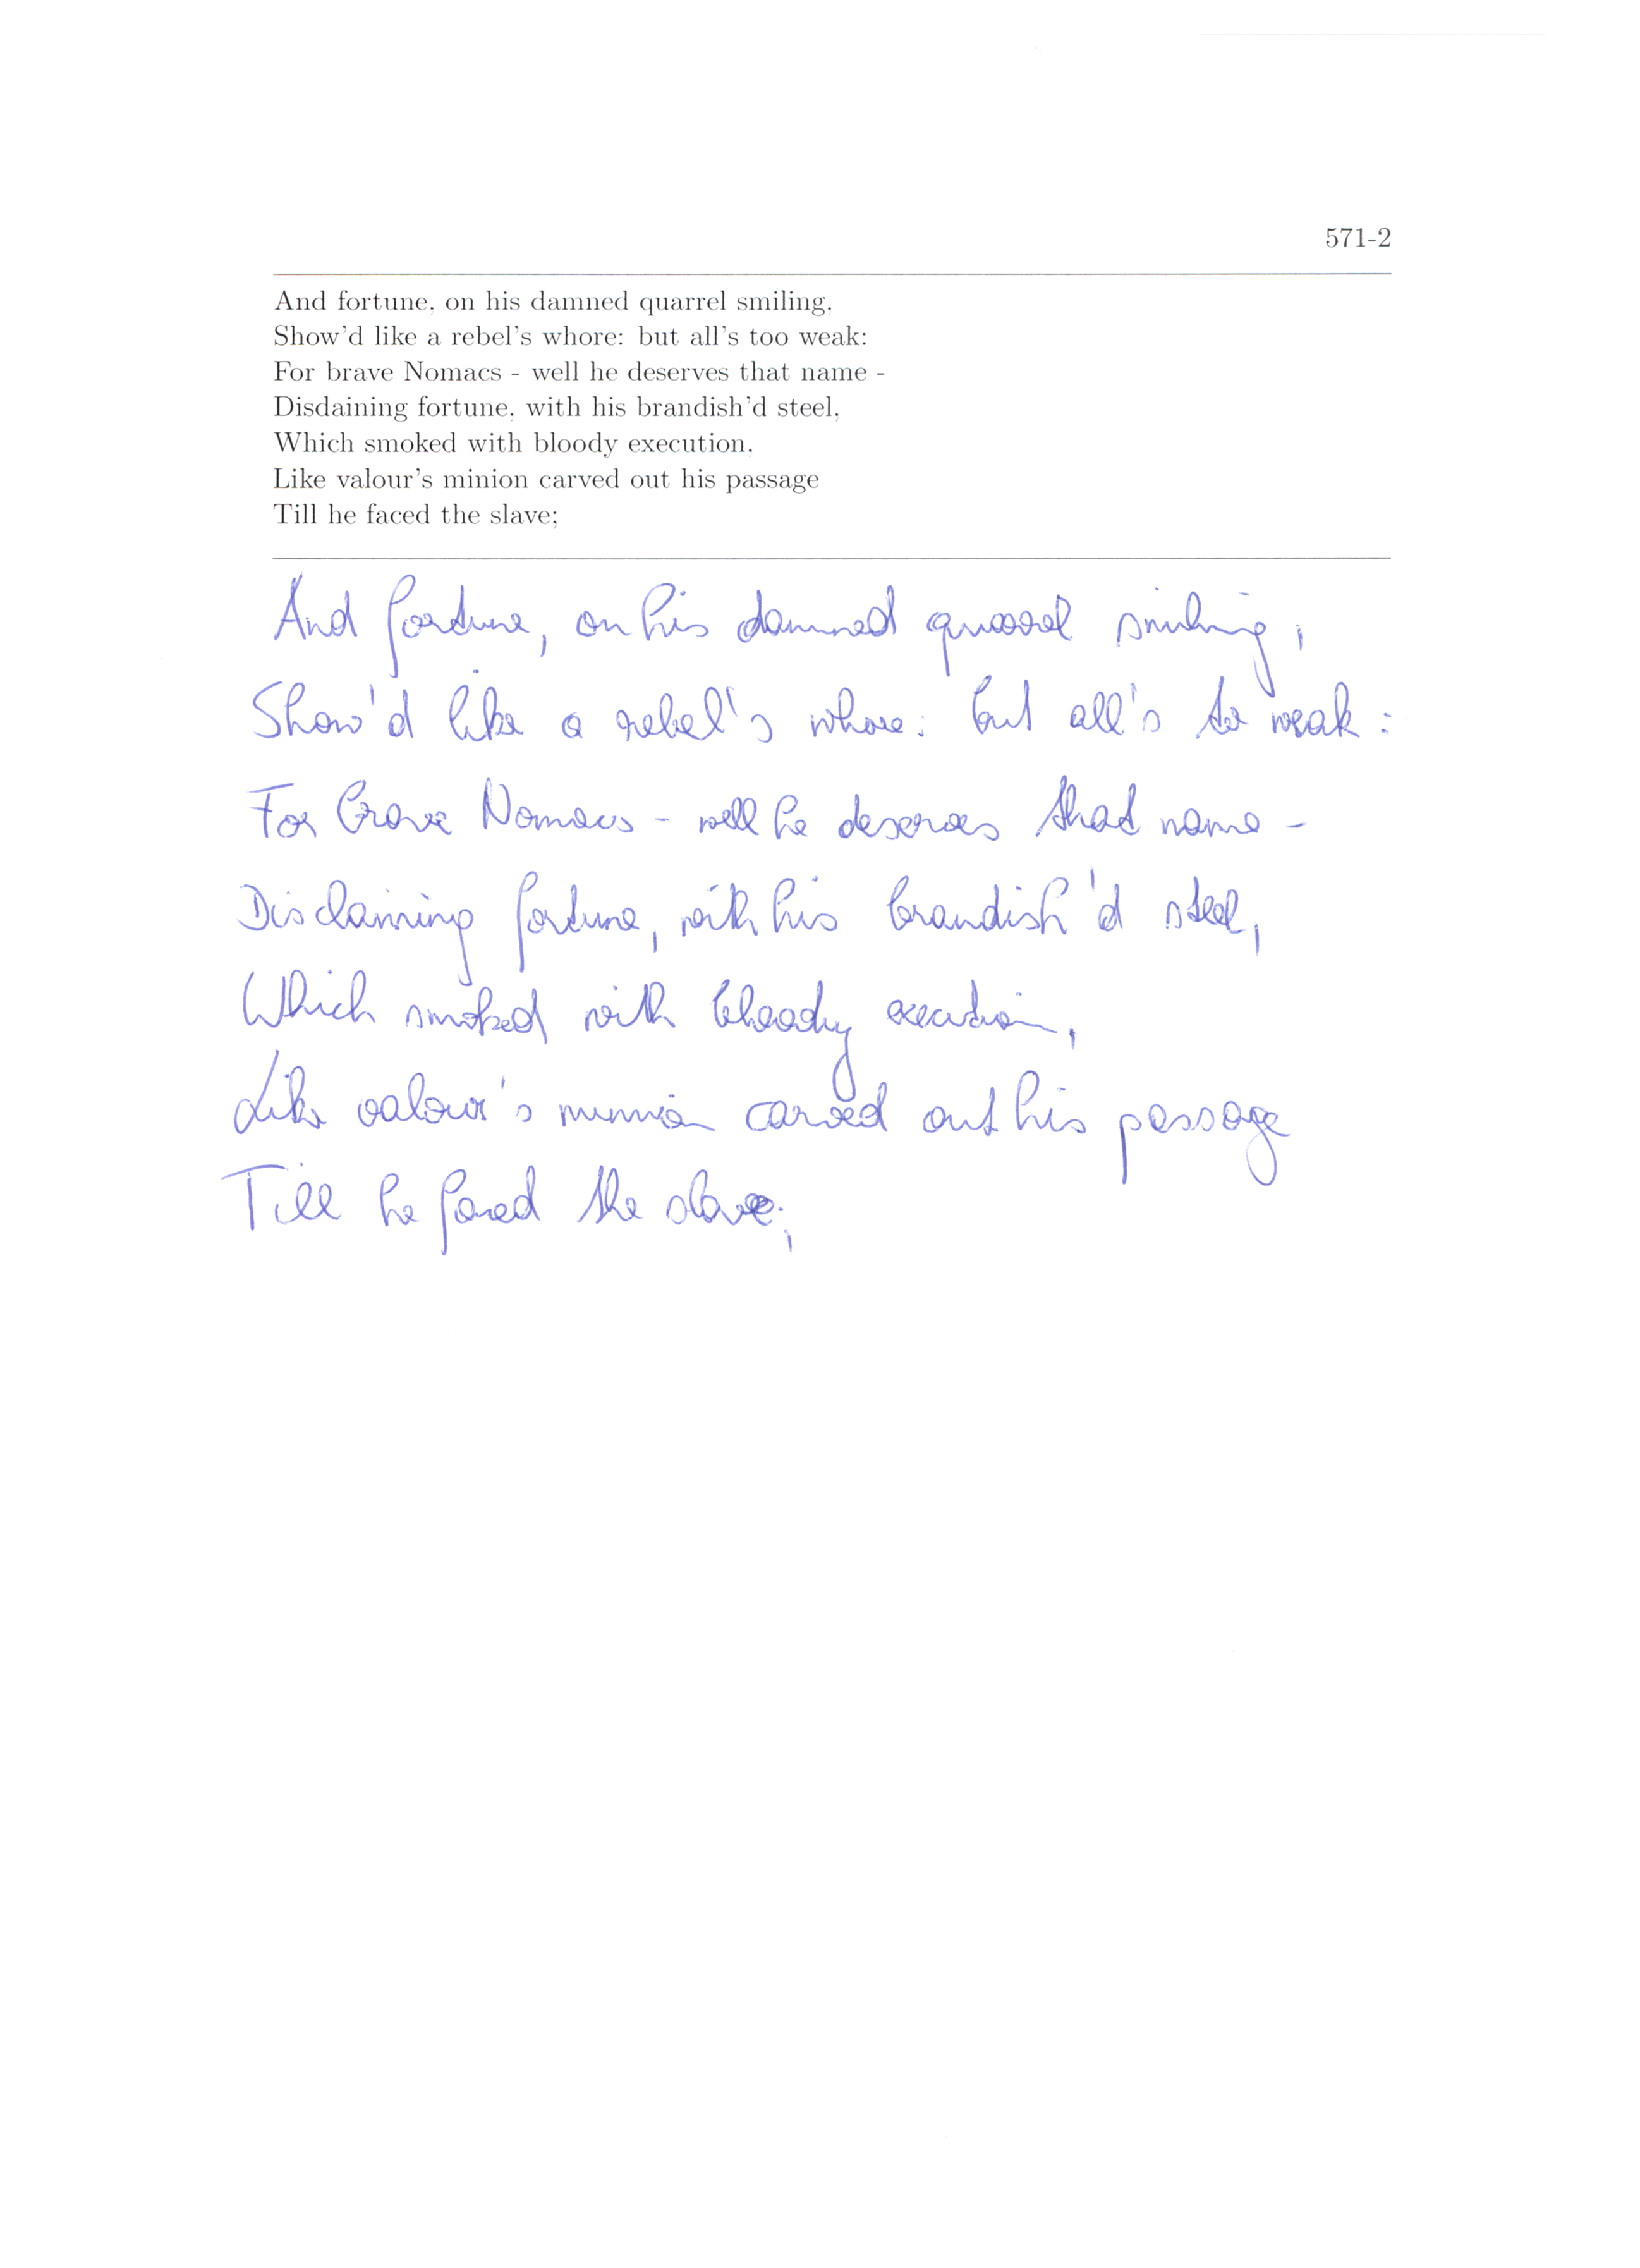 571-2
And fortune, on his damned quarrel smiling,
Show'd like a rebel's whore: but all's too weak:
For brave Nomacs - well he deserves that name -
Disdaining fortune, with his brandish'd steel,
Which smoked with bloody execution,
Like valour's minion carved out his passage
Till he faced the slave;
And fortune, on his damned quarrel smiling,
Show'd like a rebel's whore: but all's too weak:
For brave Nomacs - well he deserves that name -
Disdaining fortune, with his brandish'd steel,
Which smoked with bloody execution,
Like valour's minion carved out his passage
Till he faced the slave;